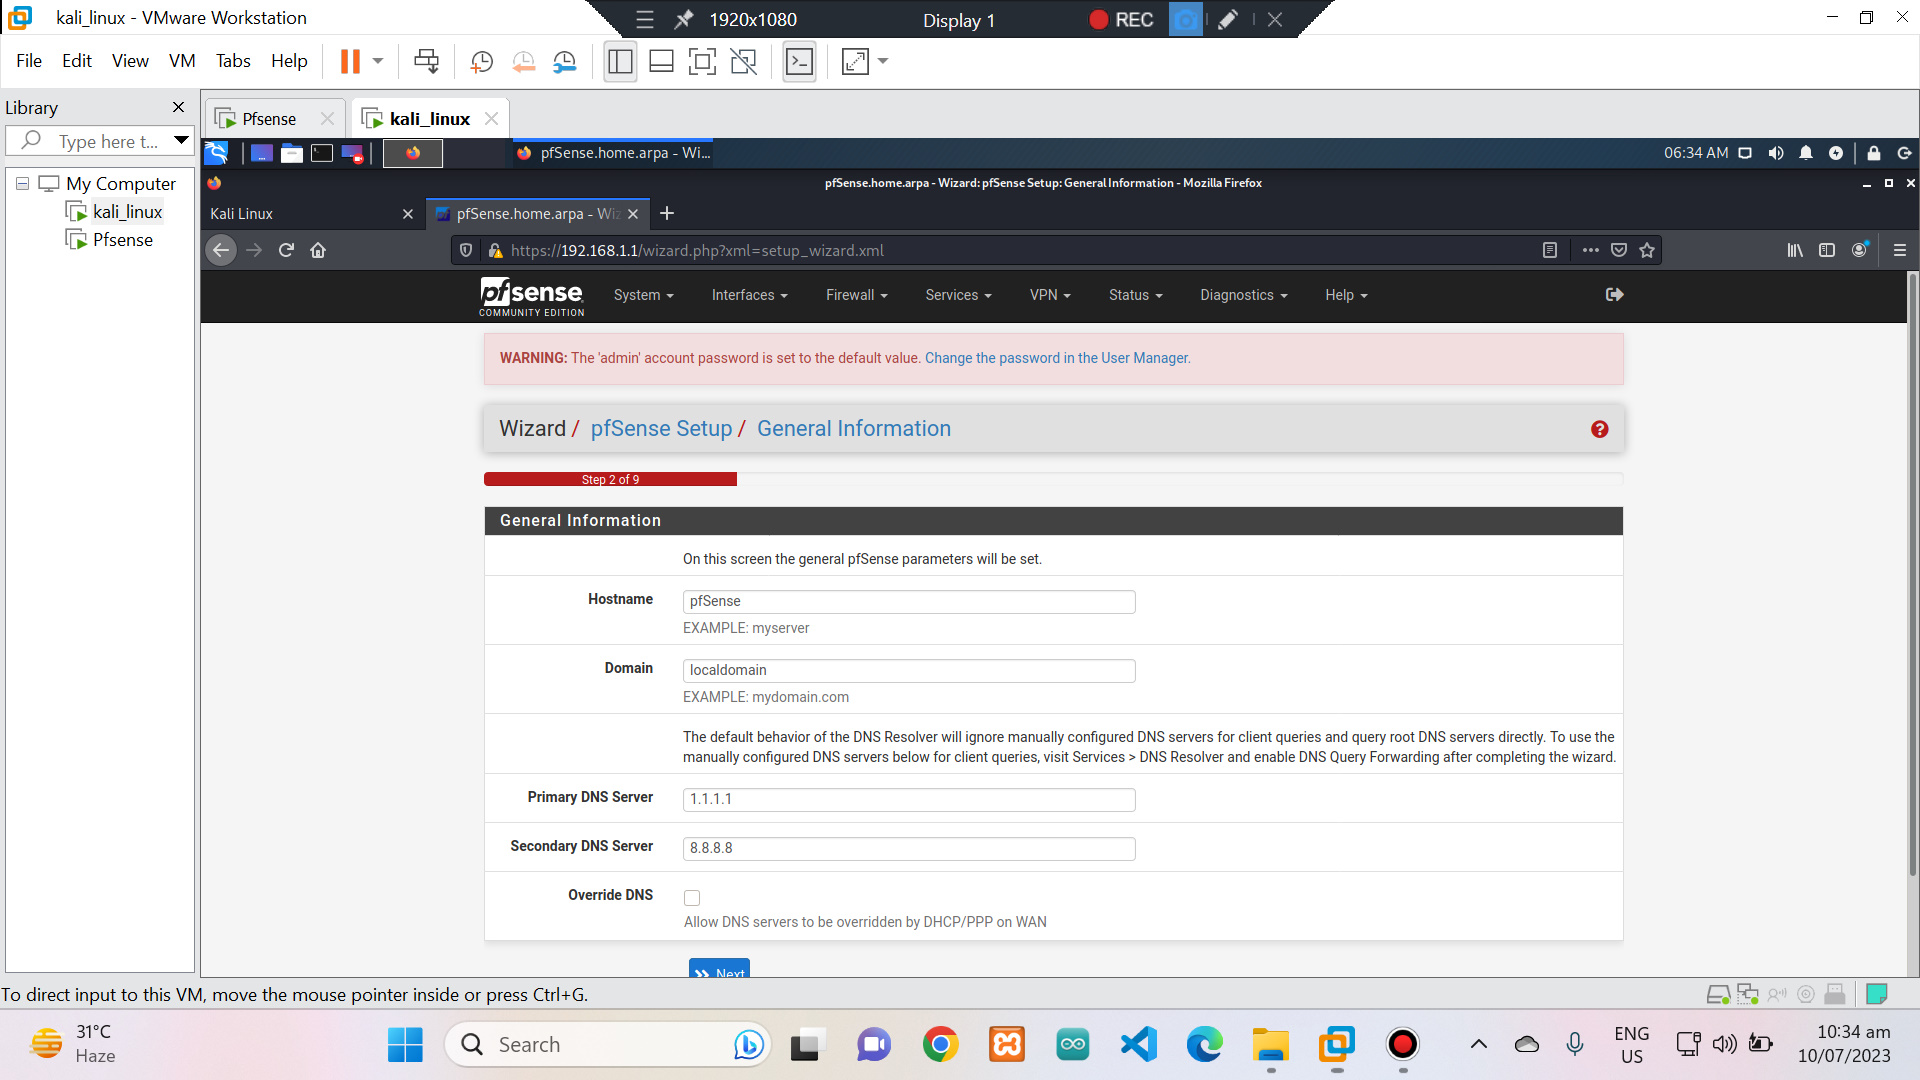 kali_linux - VMware Workstation
1920x1080
Display 1
REC
File Edit View VM Tabs Help
Library
Type here t...
My Computer
kali_linux
Pfsense
Pfsense
kali_linux
pfSense.home.arpa - Wi...
06:34 AM
pfSense.home.arpa - Wizard: pfSense Setup: General Information - Mozilla Firefox
Kali Linux
pfSense.home.arpa - Wiz
https://192.168.1.1/wizard.php?xml=setup_wizard.xml
pfsense
COMMUNITY EDITION
System Interfaces Firewall Services VPN Status Diagnostics Help
WARNING: The 'admin' account password is set to the default value. Change the password in the User Manager.
Wizard / pfSense Setup / General Information
Step 2 of 9
General Information
On this screen the general pfSense parameters will be set.
Hostname
pfSense
EXAMPLE: myserver
Domain
localdomain
EXAMPLE: mydomain.com
The default behavior of the DNS Resolver will ignore manually configured DNS servers for client queries and query root DNS servers directly. To use the
manually configured DNS servers below for client queries, visit Services > DNS Resolver and enable DNS Query Forwarding after completing the wizard.
Primary DNS Server
1.1.1.1
Secondary DNS Server
8.8.8.8
Override DNS
Allow DNS servers to be overridden by DHCP/PPP on WAN
Next
To direct input to this VM, move the mouse pointer inside or press Ctrl+G.
31°C
Haze
Search
ENG
US
10:34 am
10/07/2023